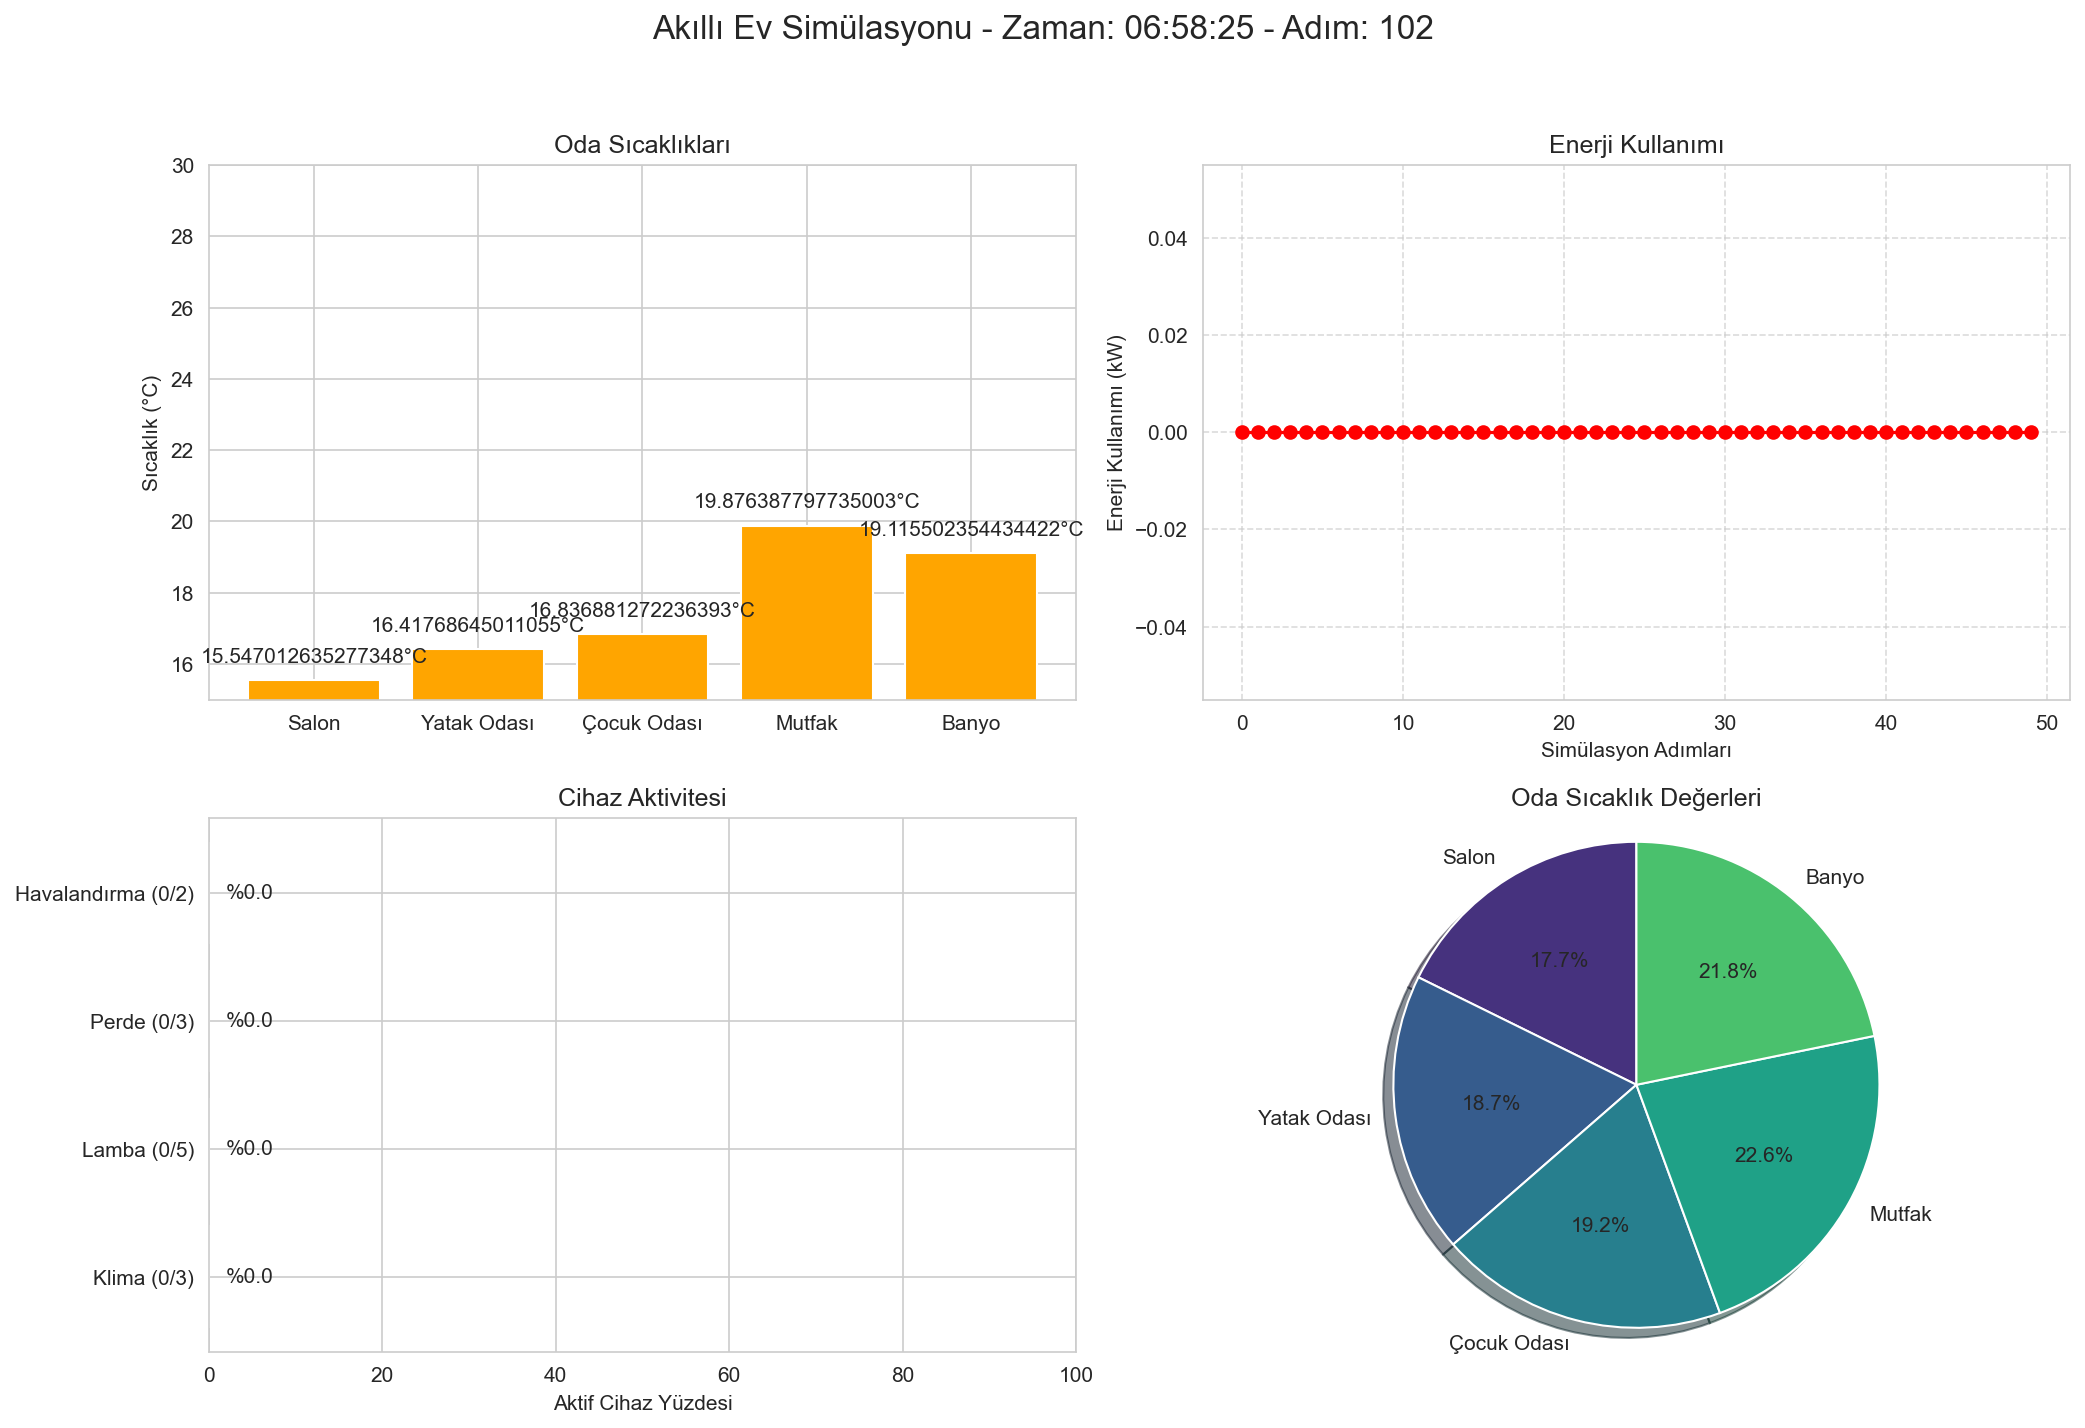 Akıllı Ev Simülasyonu - Zaman: 06:58:25 - Adım: 102
Oda Sıcaklıkları
Sıcaklık (°C)
30
28
26
24
22
20
18
16
15.547012635277348°C
16.41768645011055°C
16.836881272236393°C
19.876387797735003°C
19.115502354434422°C
Salon
Yatak Odası
Çocuk Odası
Mutfak
Banyo
Enerji Kullanımı
Enerji Kullanımı (kW)
0.04
0.02
0.00
−0.02
−0.04
0
10
20
30
40
50
Simülasyon Adımları
Cihaz Aktivitesi
Havalandırma (0/2)
%0.0
Perde (0/3)
%0.0
Lamba (0/5)
%0.0
Klima (0/3)
%0.0
0
20
40
60
80
100
Aktif Cihaz Yüzdesi
Oda Sıcaklık Değerleri
Salon
17.7%
Banyo
21.8%
Yatak Odası
18.7%
Mutfak
22.6%
Çocuk Odası
19.2%